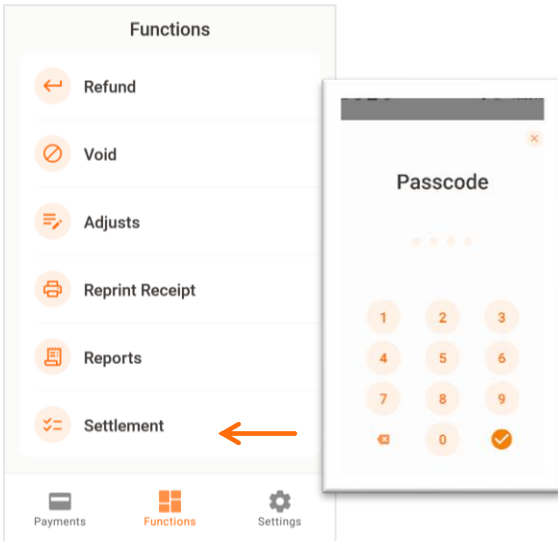 Functions
Refund
Void
Adjusts
Reprint Receipt
Reports
Settlement
Payments
Functions
Settings
Passcode
1 2 3
4 5 6
7 8 9
0